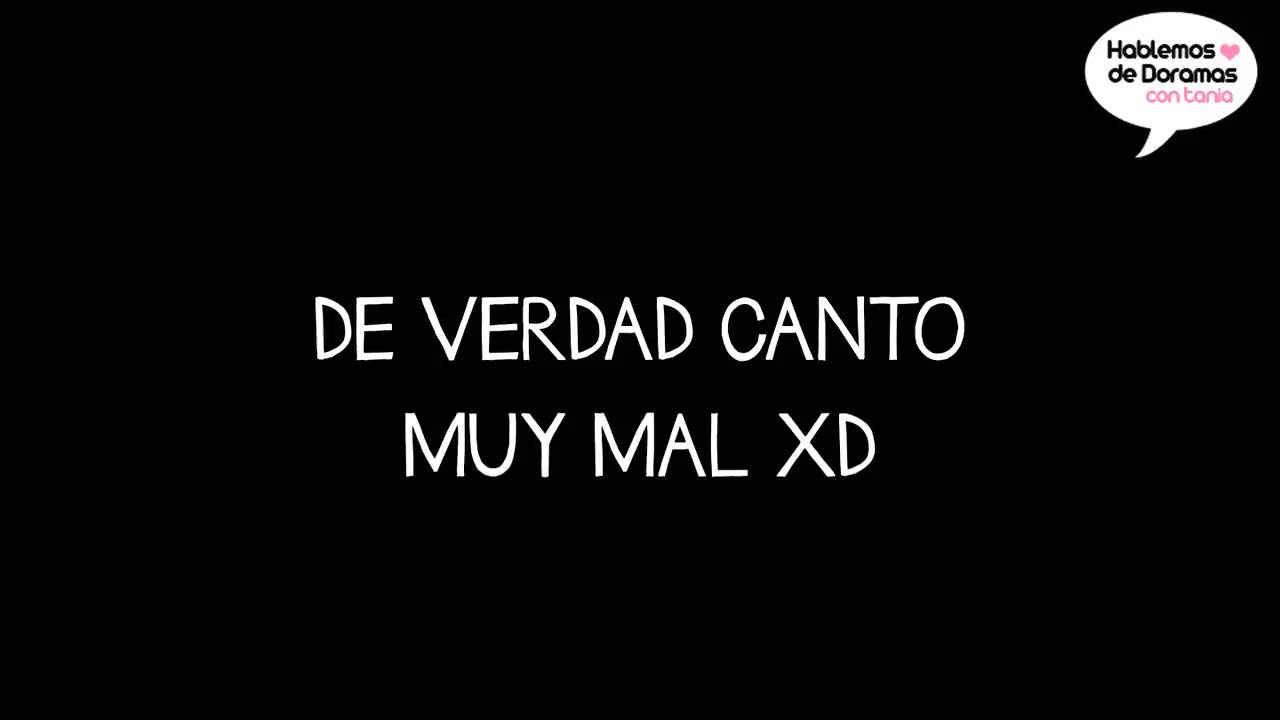 Hablemos
de Doramas
con tania
DE VERDAD CANTO
MUY MAL XD